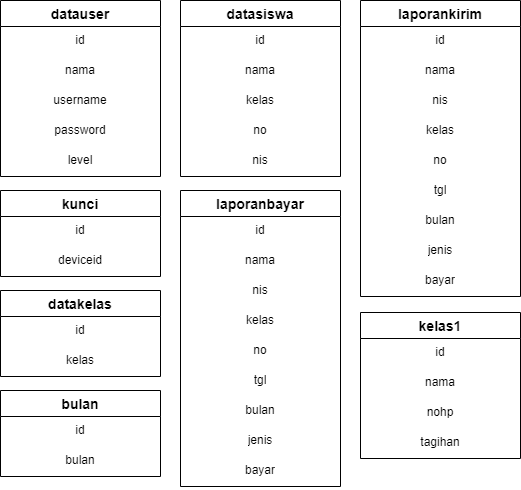 datauser
id
nama
username
password
level
kunci
id
deviceid
datakelas
id
kelas
bulan
id
bulan
datasiswa
id
nama
kelas
no
nis
laporanbayar
id
nama
nis
kelas
no
tgl
bulan
jenis
bayar
laporankirim
id
nama
nis
kelas
no
tgl
bulan
jenis
bayar
kelas1
id
nama
nohp
tagihan